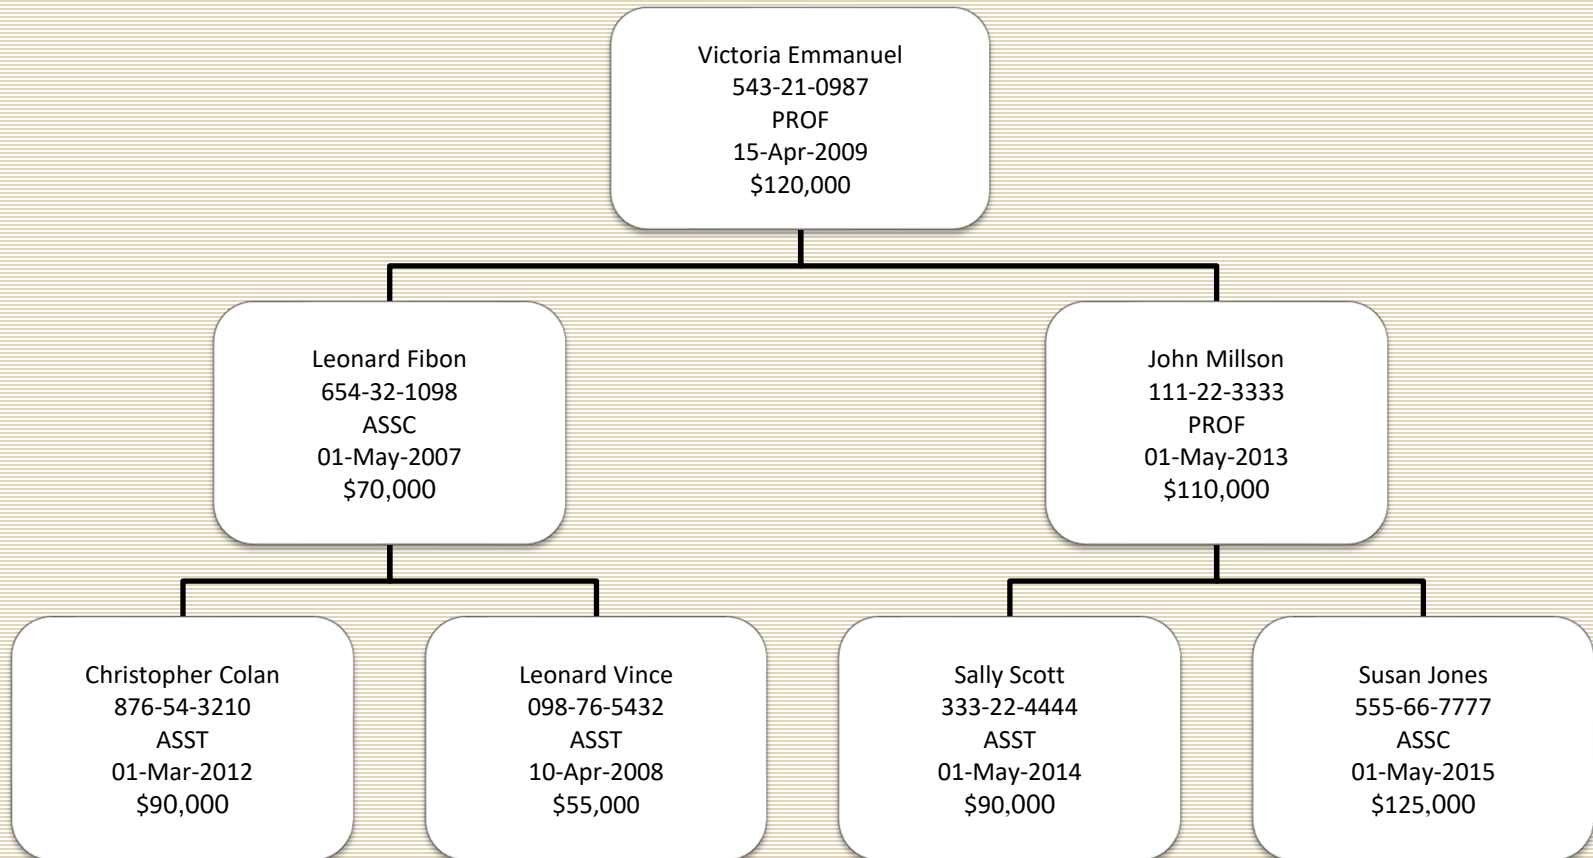 Victoria Emmanuel
543-21-0987
PROF
15-Apr-2009
$120,000
Leonard Fibon
654-32-1098
ASSC
01-May-2007
$70,000
John Millson
111-22-3333
PROF
01-May-2013
$110,000
Christopher Colan
876-54-3210
ASST
01-Mar-2012
$90,000
Leonard Vince
098-76-5432
ASST
10-Apr-2008
$55,000
Sally Scott
333-22-4444
ASST
01-May-2014
$90,000
Susan Jones
555-66-7777
ASSC
01-May-2015
$125,000